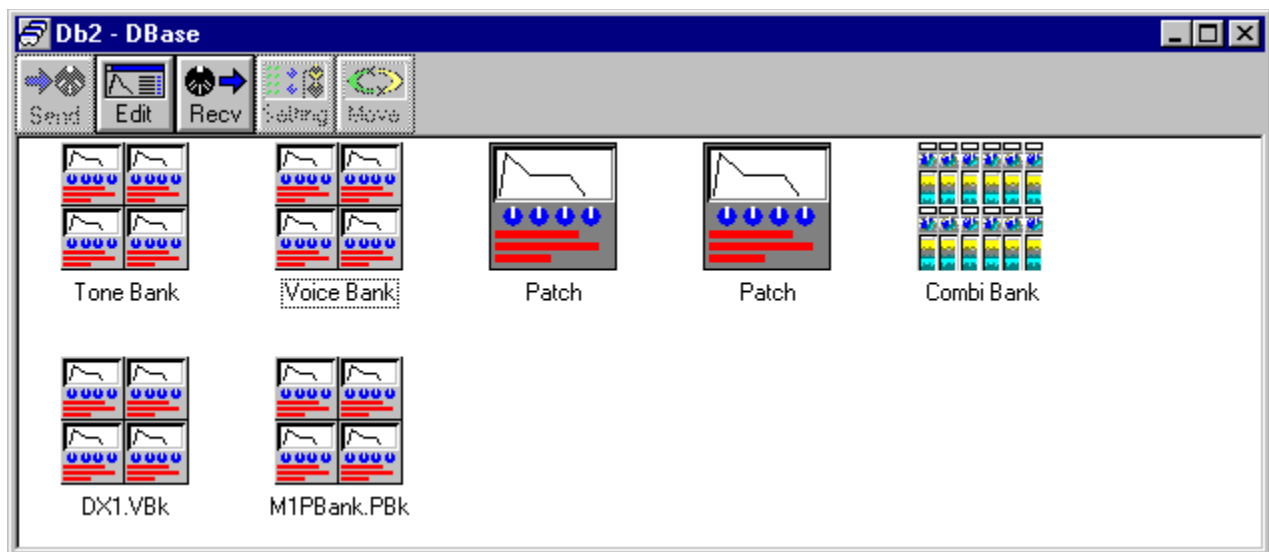 Db2 - DBase
Send Edit Recv Setting Move
Tone Bank Voice Bank Patch Patch Combi Bank
DX1.VBk M1PBank.PBk